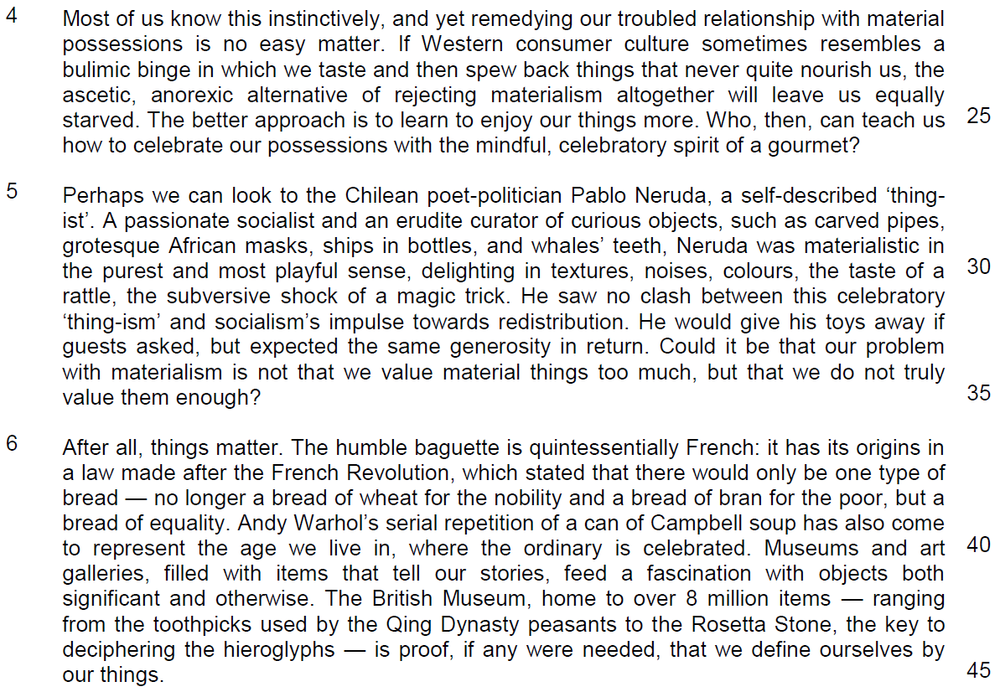 4 Most of us know this instinctively, and yet remedying our troubled relationship with material
possessions is no easy matter. If Western consumer culture sometimes resembles a
bulimic binge in which we taste and then spew back things that never quite nourish us, the
ascetic, anorexic alternative of rejecting materialism altogether will leave us equally
starved. The better approach is to learn to enjoy our things more. Who, then, can teach us 25
how to celebrate our possessions with the mindful, celebratory spirit of a gourmet?
5 Perhaps we can look to the Chilean poet-politician Pablo Neruda, a self-described ‘thing-
ist’. A passionate socialist and an erudite curator of curious objects, such as carved pipes,
grotesque African masks, ships in bottles, and whales’ teeth, Neruda was materialistic in
the purest and most playful sense, delighting in textures, noises, colours, the taste of a 30
rattle, the subversive shock of a magic trick. He saw no clash between this celebratory
‘thing-ism’ and socialism’s impulse towards redistribution. He would give his toys away if
guests asked, but expected the same generosity in return. Could it be that our problem
with materialism is not that we value material things too much, but that we do not truly
value them enough? 35
6 After all, things matter. The humble baguette is quintessentially French: it has its origins in
a law made after the French Revolution, which stated that there would only be one type of
bread — no longer a bread of wheat for the nobility and a bread of bran for the poor, but a
bread of equality. Andy Warhol’s serial repetition of a can of Campbell soup has also come
to represent the age we live in, where the ordinary is celebrated. Museums and art 40
galleries, filled with items that tell our stories, feed a fascination with objects both
significant and otherwise. The British Museum, home to over 8 million items — ranging
from the toothpicks used by the Qing Dynasty peasants to the Rosetta Stone, the key to
deciphering the hieroglyphs — is proof, if any were needed, that we define ourselves by
our things. 45